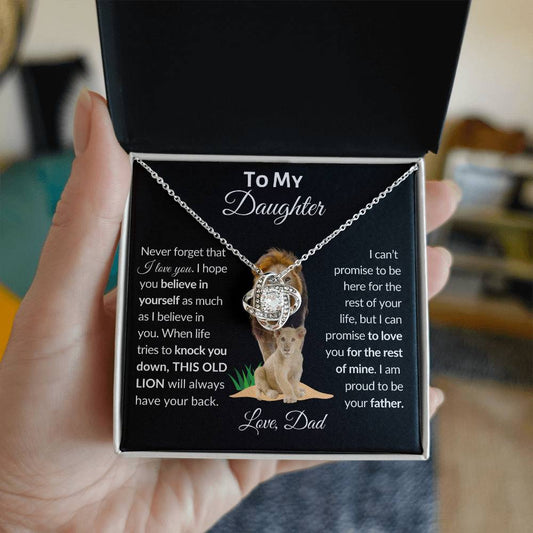 To My
Daughter
Never forget that
I love you. I hope
you believe in
yourself as much
as I believe in
you. When life
tries to knock you
down, THIS OLD
LION will always
have your back.
I can't
promise to be
here for the
rest of your
life, but I can
promise to love
you for the rest
of mine. I am
proud to be
your father.
Love, Dad